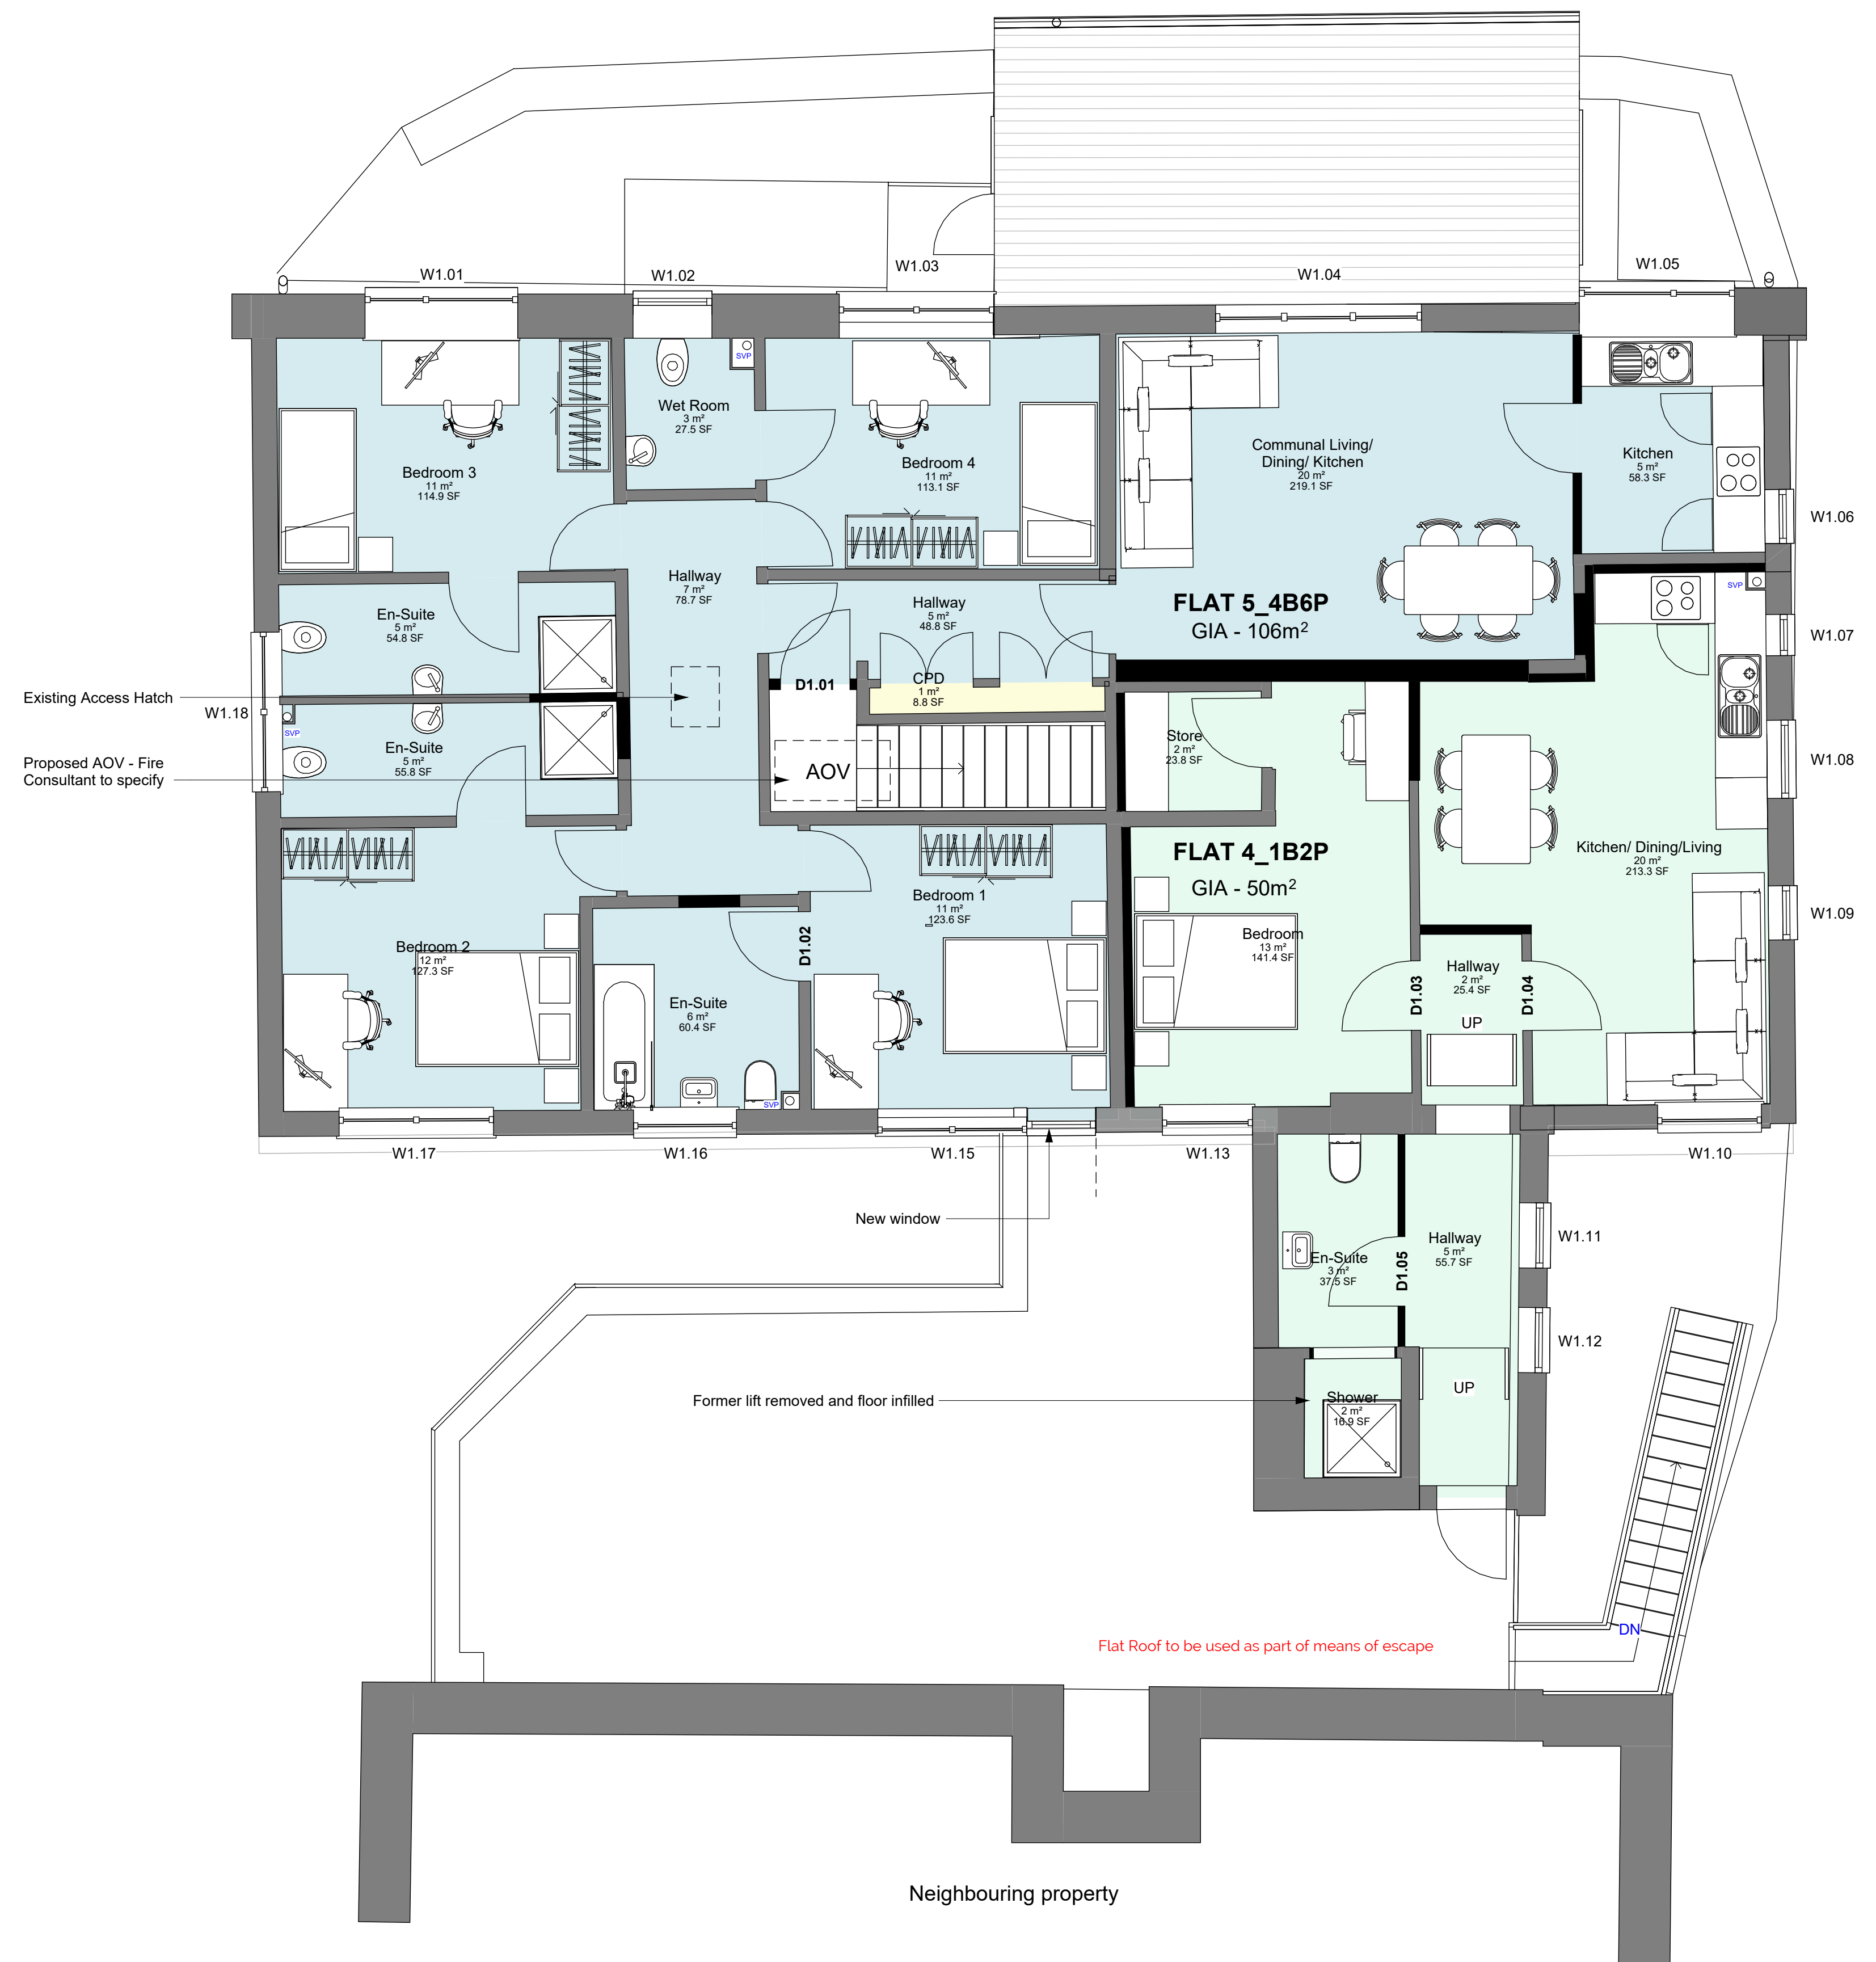 W1.01
W1.02
W1.03
W1.04
W1.05
SVP
Wet Room
3 m²
27.5 SF
Bedroom 3
11 m²
114.9 SF
Bedroom 4
11 m²
113.1 SF
Communal Living/
Dining/ Kitchen
20 m²
219.1 SF
Kitchen
5 m²
58.3 SF
W1.06
Hallway
7 m²
78.7 SF
Hallway
5 m²
48.8 SF
FLAT 5_4B6P
GIA - 106m²
SVP
W1.07
En-Suite
5 m²
54.8 SF
Existing Access Hatch
W1.18
D1.01
CPD
1 m²
8.8 SF
SVP
En-Suite
5 m²
55.8 SF
Store
2 m²
23.8 SF
W1.08
Proposed AOV - Fire
Consultant to specify
AOV
FLAT 4_1B2P
GIA - 50m²
Kitchen/ Dining/Living
20 m²
213.3 SF
Bedroom 1
11 m²
123.6 SF
W1.09
Bedroom 2
12 m²
127.3 SF
D1.02
Bedroom
13 m²
141.4 SF
Hallway
2 m²
25.4 SF
D1.03
D1.04
UP
En-Suite
6 m²
60.4 SF
SVP
W1.17
W1.16
W1.15
W1.13
W1.10
New window
W1.11
Hallway
5 m²
55.7 SF
En-Suite
3 m²
37.5 SF
D1.05
W1.12
UP
Former lift removed and floor infilled
Shower
2 m²
16.9 SF
DN
Flat Roof to be used as part of means of escape
Neighbouring property